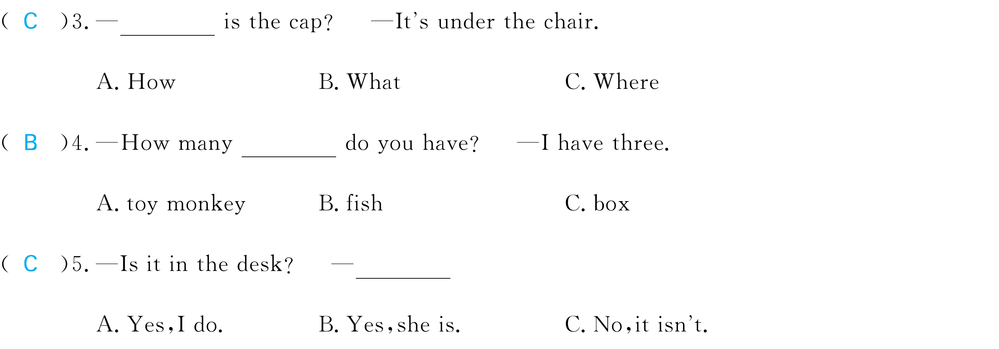 ( C )3. —________ is the cap? —It's under the chair.
A. How B. What C. Where
( B )4. —How many ________ do you have? —I have three.
A. toy monkey B. fish C. box
( C )5. —Is it in the desk? —________
A. Yes,I do. B. Yes,she is. C. No,it isn't.